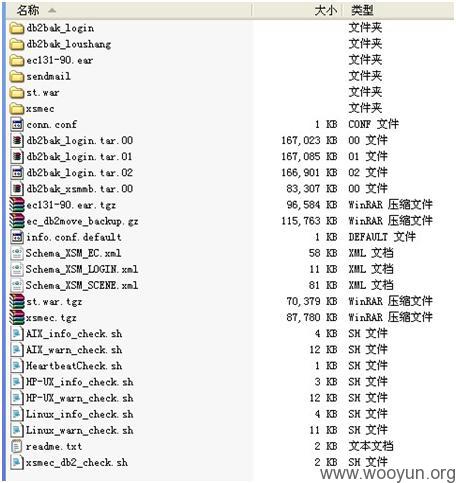 名称 大小 类型
db2bak_login 文件夹
db2bak_loushang 文件夹
ec131-90.ear 文件夹
sendmail 文件夹
st.war 文件夹
xsmec 文件夹
conn.conf 1 KB CONF 文件
db2bak_login.tar.00 167,023 KB 00 文件
db2bak_login.tar.01 167,085 KB 01 文件
db2bak_login.tar.02 166,901 KB 02 文件
db2bak_xsmmb.tar.00 83,307 KB 00 文件
ec131-90.ear.tgz 96,584 KB WinRAR 压缩文件
ec_db2move_backup.gz 115,763 KB WinRAR 压缩文件
info.conf.default 1 KB DEFAULT 文件
Schema_XSM_EC.xml 58 KB XML 文档
Schema_XSM_LOGIN.xml 11 KB XML 文档
Schema_XSM_SCENE.xml 81 KB XML 文档
st.war.tgz 70,379 KB WinRAR 压缩文件
xsmec.tgz 87,780 KB WinRAR 压缩文件
AIX_info_check.sh 4 KB SH 文件
AIX_warn_check.sh 12 KB SH 文件
HeartbeatCheck.sh 1 KB SH 文件
HP-UX_info_check.sh 3 KB SH 文件
HP-UX_warn_check.sh 12 KB SH 文件
Linux_info_check.sh 4 KB SH 文件
Linux_warn_check.sh 11 KB SH 文件
readme.txt 2 KB 文本文档
xsmec_db2_check.sh 2 KB SH 文件
www.wooyun.org